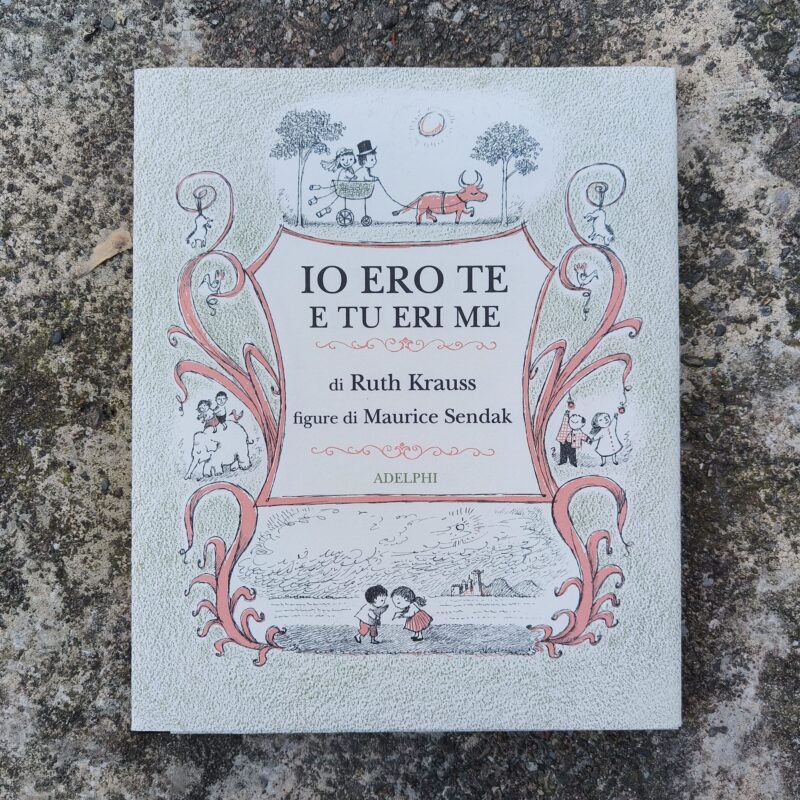 IO ERO TE
E TU ERI ME
di Ruth Krauss
figure di Maurice Sendak
ADELPHI